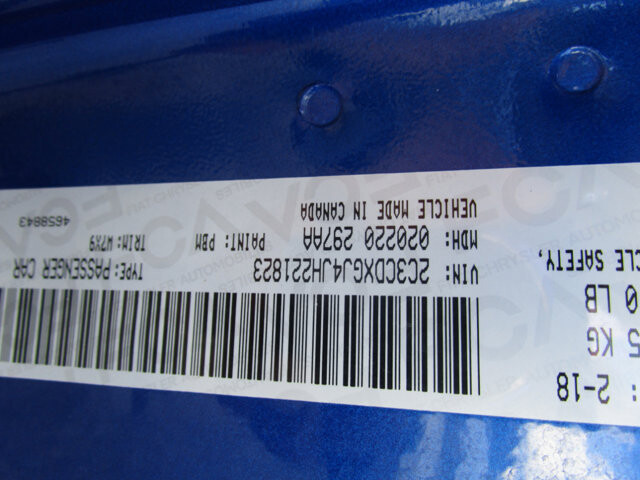 : 2-18
5 KG
0 LB
CLE SAFETY,
VIN: 2C3CDXGJ4JH221823
TYPE: PASSENGER CAR
MDH: 020220 297AA
PAINT: PBM
TRIM: W7X9
VEHICLE MADE IN CANADA
4658843